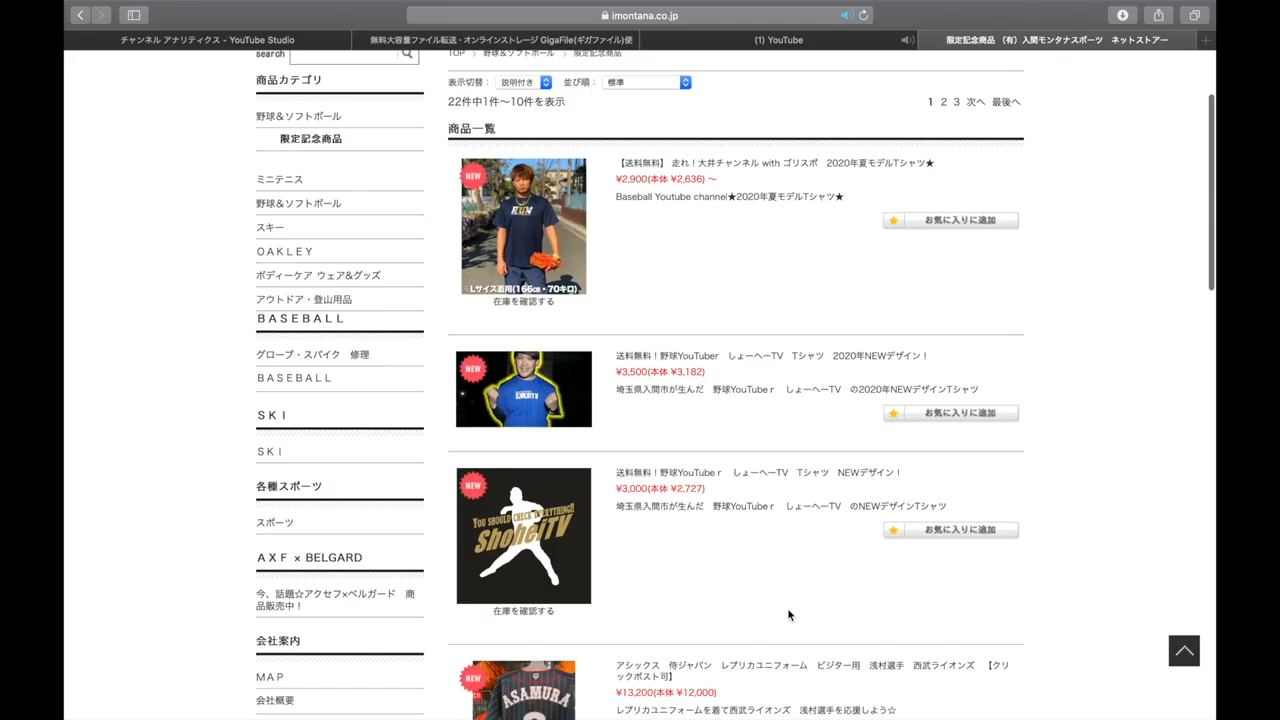 imontana.co.jp
チャンネル アナリティクス - YouTube Studio
無料大容量ファイル転送・オンラインストレージ GigaFile(ギガファイル)便
(1) YouTube
限定記念商品 (有）入間モンタナスポーツ ネットストアー
search
TOP > 野球＆ソフトボール > 限定記念商品
商品カテゴリ
野球＆ソフトボール
限定記念商品
ミニテニス
野球＆ソフトボール
スキー
ＯＡＫＬＥＹ
ボディーケア ウェア&グッズ
アウトドア・登山用品
ＢＡＳＥＢＡＬＬ
グローブ・スパイク 修理
ＢＡＳＥＢＡＬＬ
ＳＫＩ
ＳＫＩ
各種スポーツ
スポーツ
ＡＸＦ × BELGARD
今、話題☆アクセフ×ベルガード 商
品販売中！
会社案内
ＭＡＰ
会社概要
表示切替： 説明付き 並び順： 標準
22件中1件〜10件を表示
1 2 3 次へ 最後へ
商品一覧
NEW
RUN
Lサイズ着用(166㎝・70キロ)
在庫を確認する
【送料無料】 走れ！大井チャンネル with ゴリスポ 2020年夏モデルTシャツ★
¥2,900(本体 ¥2,636) 〜
Baseball Youtube channel★2020年夏モデルTシャツ★
お気に入りに追加
NEW
SHOHEITV
送料無料！野球YouTuber しょーへーTV Tシャツ 2020年NEWデザイン！
¥3,500(本体 ¥3,182)
埼玉県入間市が生んだ 野球YouTubeｒ しょーへーTV の2020年NEWデザインTシャツ
お気に入りに追加
NEW
YOU SHOULD CHECK EVERYTHING!!
ShoheiTV
在庫を確認する
送料無料！野球YouTubeｒ しょーへーTV Tシャツ NEWデザイン！
¥3,000(本体 ¥2,727)
埼玉県入間市が生んだ 野球YouTubeｒ しょーへーTV のNEWデザインTシャツ
お気に入りに追加
NEW
ASAMURA
アシックス 侍ジャパン レプリカユニフォーム ビジター用 浅村選手 西武ライオンズ 【クリ
ックポスト可】
¥13,200(本体 ¥12,000)
レプリカユニフォームを着て西武ライオンズ 浅村選手を応援しよう☆